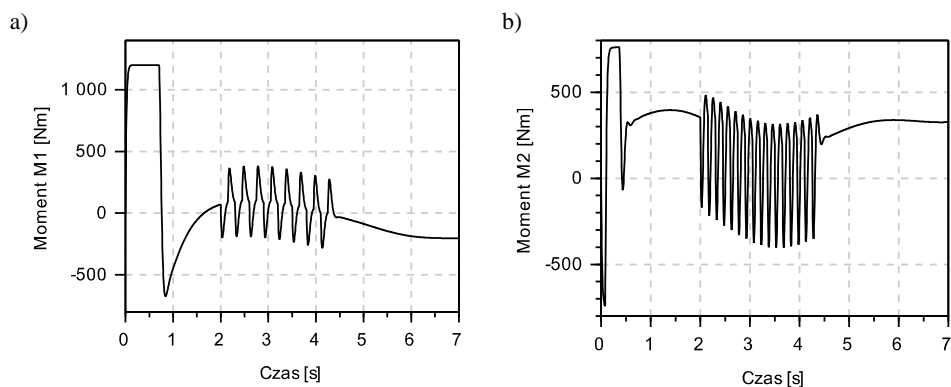 a)
Moment M1 [Nm]
1 000
500
0
-500
0 1 2 3 4 5 6 7
Czas [s]
b)
Moment M2 [Nm]
500
0
-500
0 1 2 3 4 5 6 7
Czas [s]